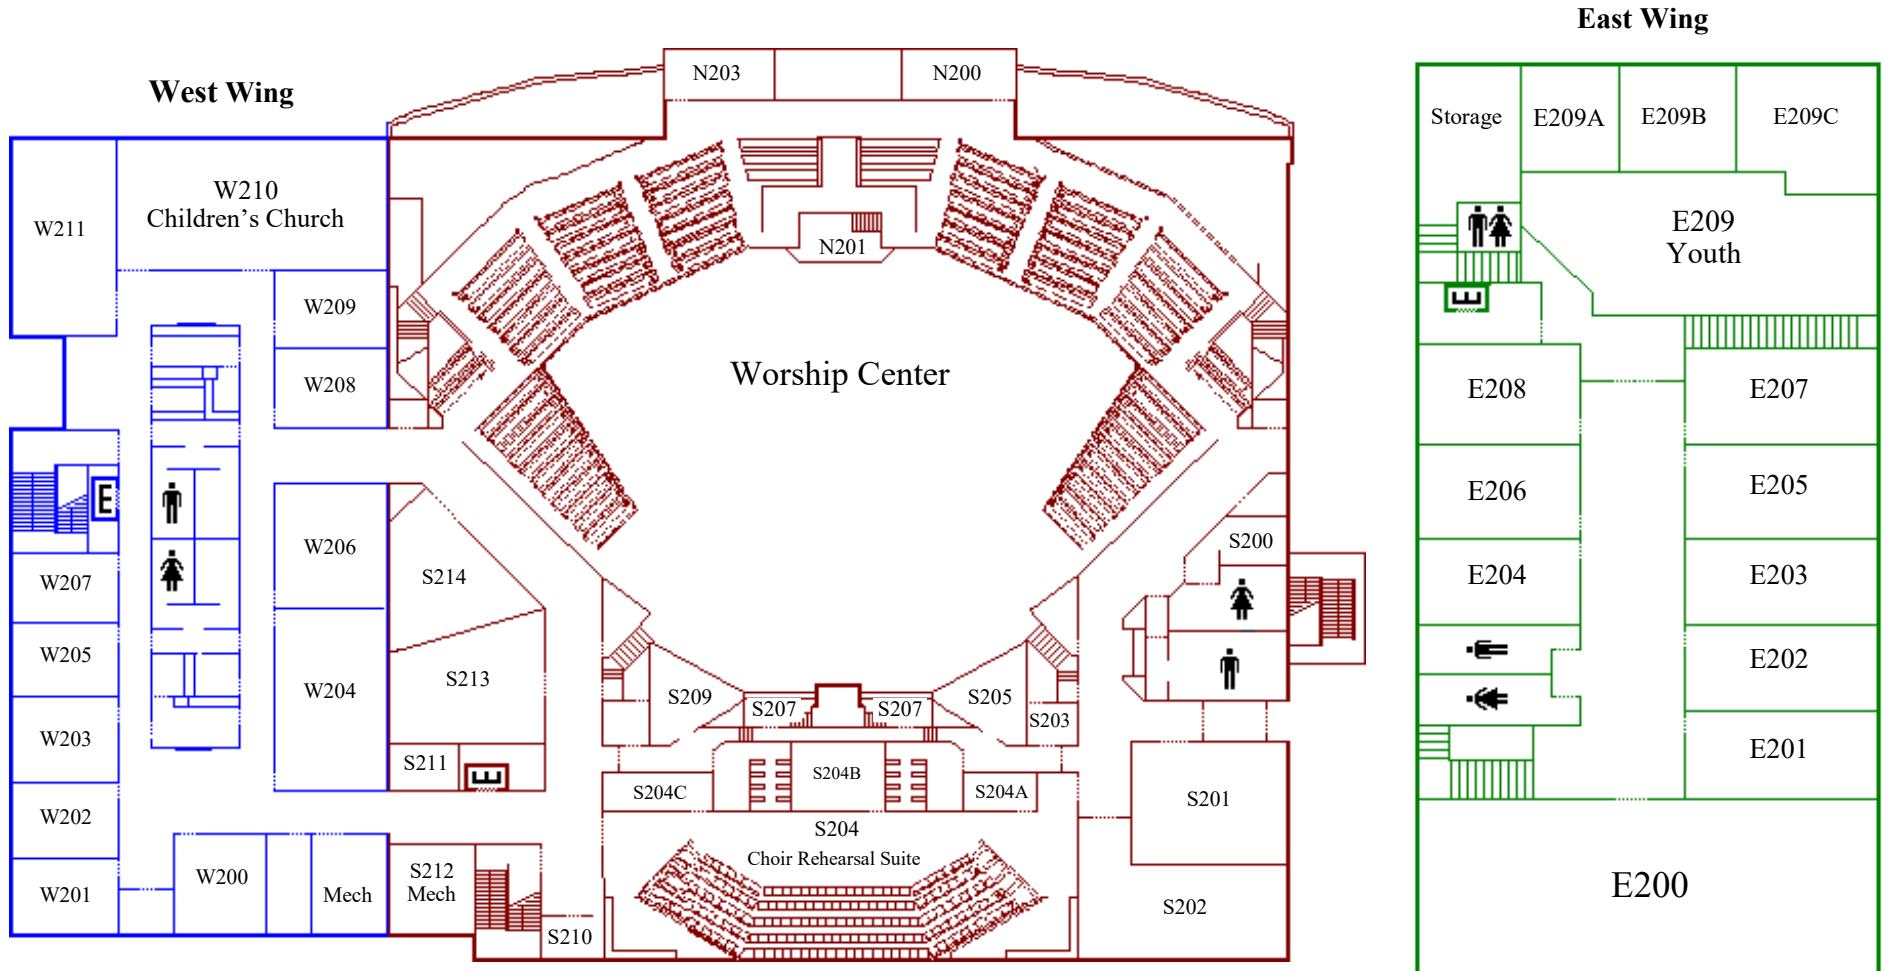 East Wing
West Wing
N203
N200
Storage
E209A
E209B
E209C
W210
Children's Church
W211
N201
E209
Youth
W209
E
W208
Worship Center
E208
E207
E
E206
E205
W206
S200
W207
S214
E204
E203
W205
S213
W204
S209
S207
S207
S205
S203
E202
W203
S211
E
S204B
E201
S204C
S204A
S201
W202
S204
Choir Rehearsal Suite
W200
Mech
S212
Mech
W201
S202
E200
S210